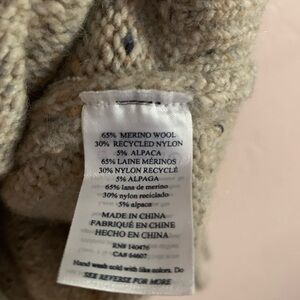 65% MERINO WOOL
30% RECYCLED NYLON
5% ALPACA
65% LAINE MÉRINOS
30% NYLON RECYCLÉ
5% ALPAGA
65% lana de merino
30% nylon reciclado
5% alpaca
MADE IN CHINA
FABRIQUÉ EN CHINE
HECHO EN CHINA
RN# 140476
CA# 64607
Hand wash cold with like colors. Do
SEE REVERSE FOR MORE